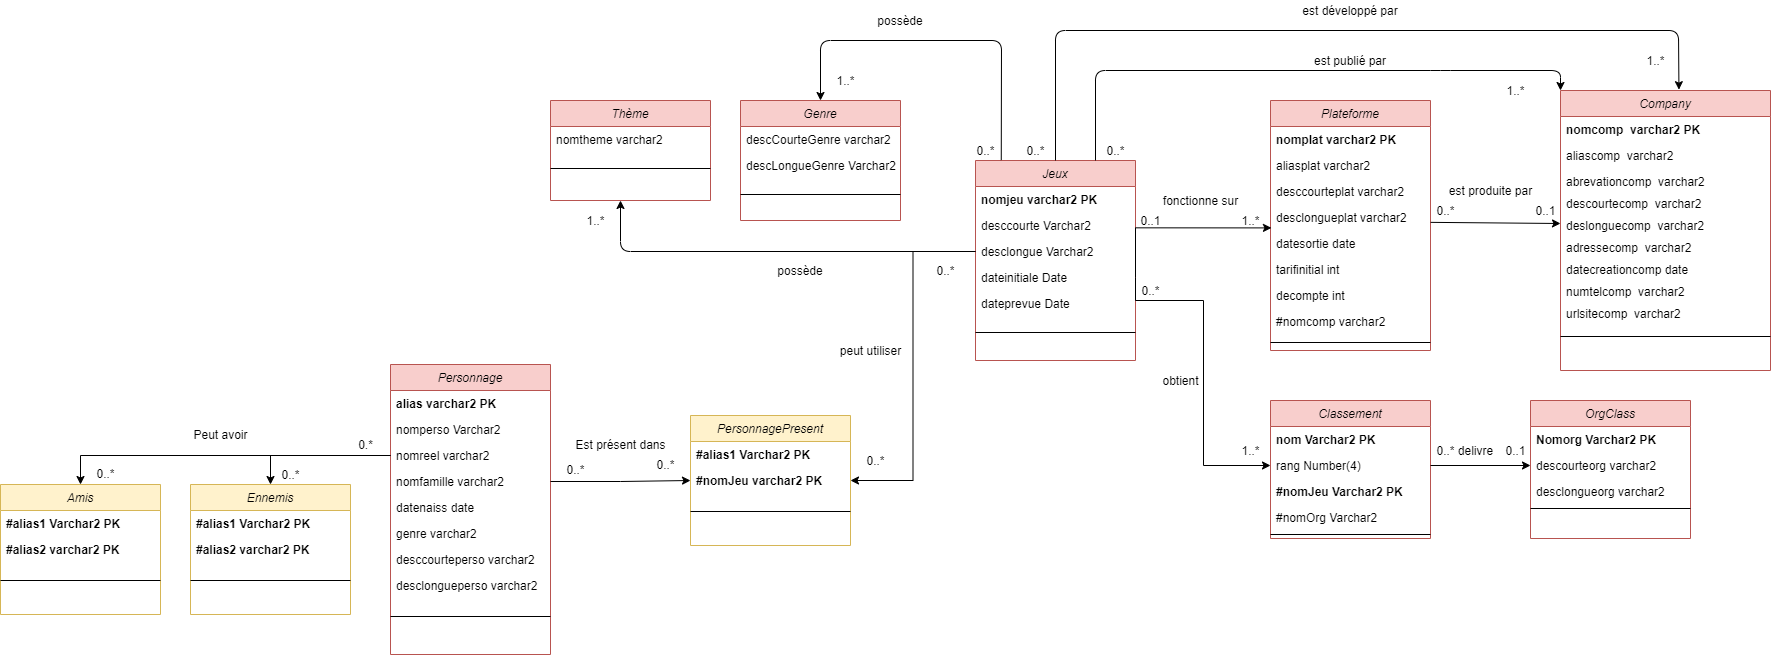 est développé par
possède
est publié par
1..*
1..*
1..*
Thème
nomtheme varchar2
Genre
descCourteGenre varchar2
descLongueGenre Varchar2
0..*
0..*
0..*
Jeux
nomjeu varchar2 PK
desccourte Varchar2
desclongue Varchar2
dateinitiale Date
dateprevue Date
Plateforme
nomplat varchar2 PK
aliasplat varchar2
desccourteplat varchar2
desclongueplat varchar2
datesortie date
tarifinitial int
decompte int
#nomcomp varchar2
Company
nomcomp varchar2 PK
aliascomp varchar2
abrevationcomp varchar2
descourtecomp varchar2
deslonguecomp varchar2
adressecomp varchar2
datecreationcomp date
numtelcomp varchar2
urlsitecomp varchar2
fonctionne sur
0..1
1..*
est produite par
0..*
0..1
1..*
possède
0..*
0..*
peut utiliser
obtient
Personnage
alias varchar2 PK
nomperso Varchar2
nomreel varchar2
nomfamille varchar2
datenaiss date
genre varchar2
desccourteperso varchar2
desclongueperso varchar2
Peut avoir
0.*
0..*
0..*
Amis
#alias1 Varchar2 PK
#alias2 varchar2 PK
Ennemis
#alias1 Varchar2 PK
#alias2 varchar2 PK
Est présent dans
0..*
0..*
PersonnagePresent
#alias1 Varchar2 PK
#nomJeu varchar2 PK
0..*
1..*
Classement
nom Varchar2 PK
rang Number(4)
#nomJeu Varchar2 PK
#nomOrg Varchar2
0..* delivre 0..1
OrgClass
Nomorg Varchar2 PK
descourteorg varchar2
desclongueorg varchar2